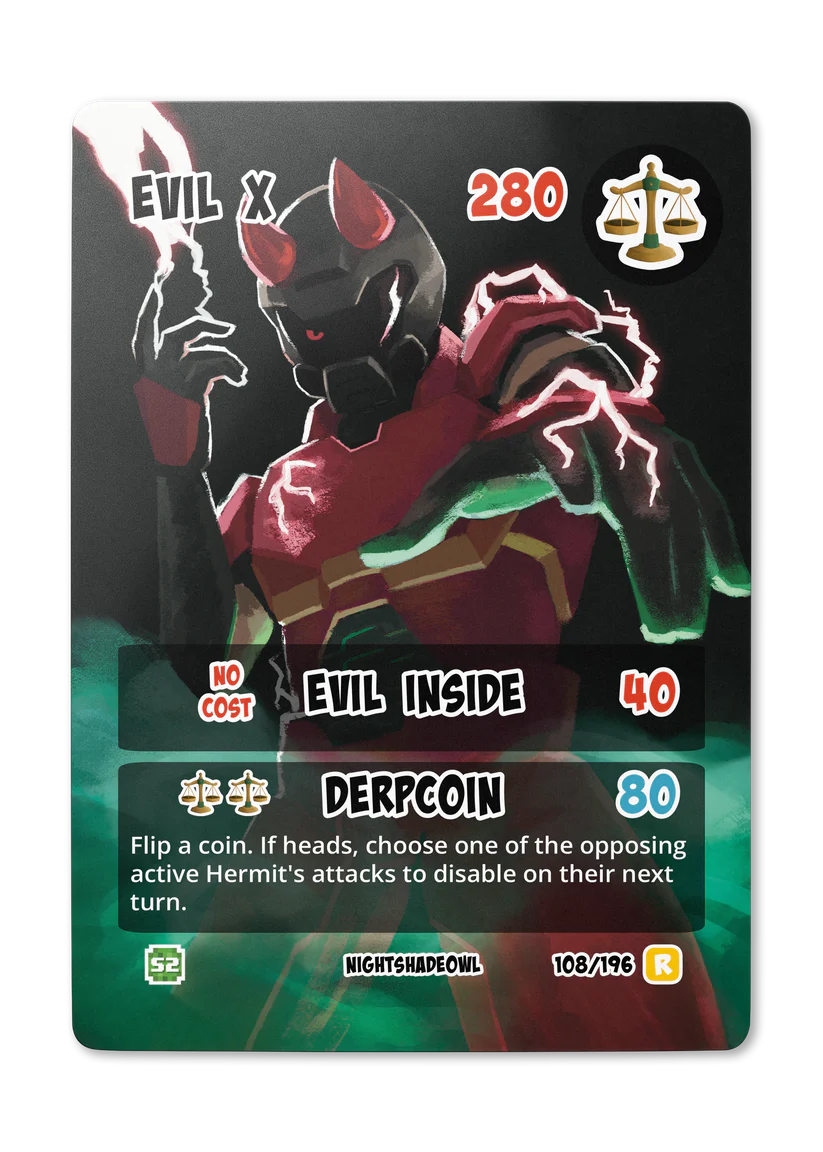 EVIL X 280
NO COST EVIL INSIDE 40
DERPCOIN 80
Flip a coin. If heads, choose one of the opposing
active Hermit's attacks to disable on their next
turn.
S2 NIGHTSHADEOWL 108/196 R